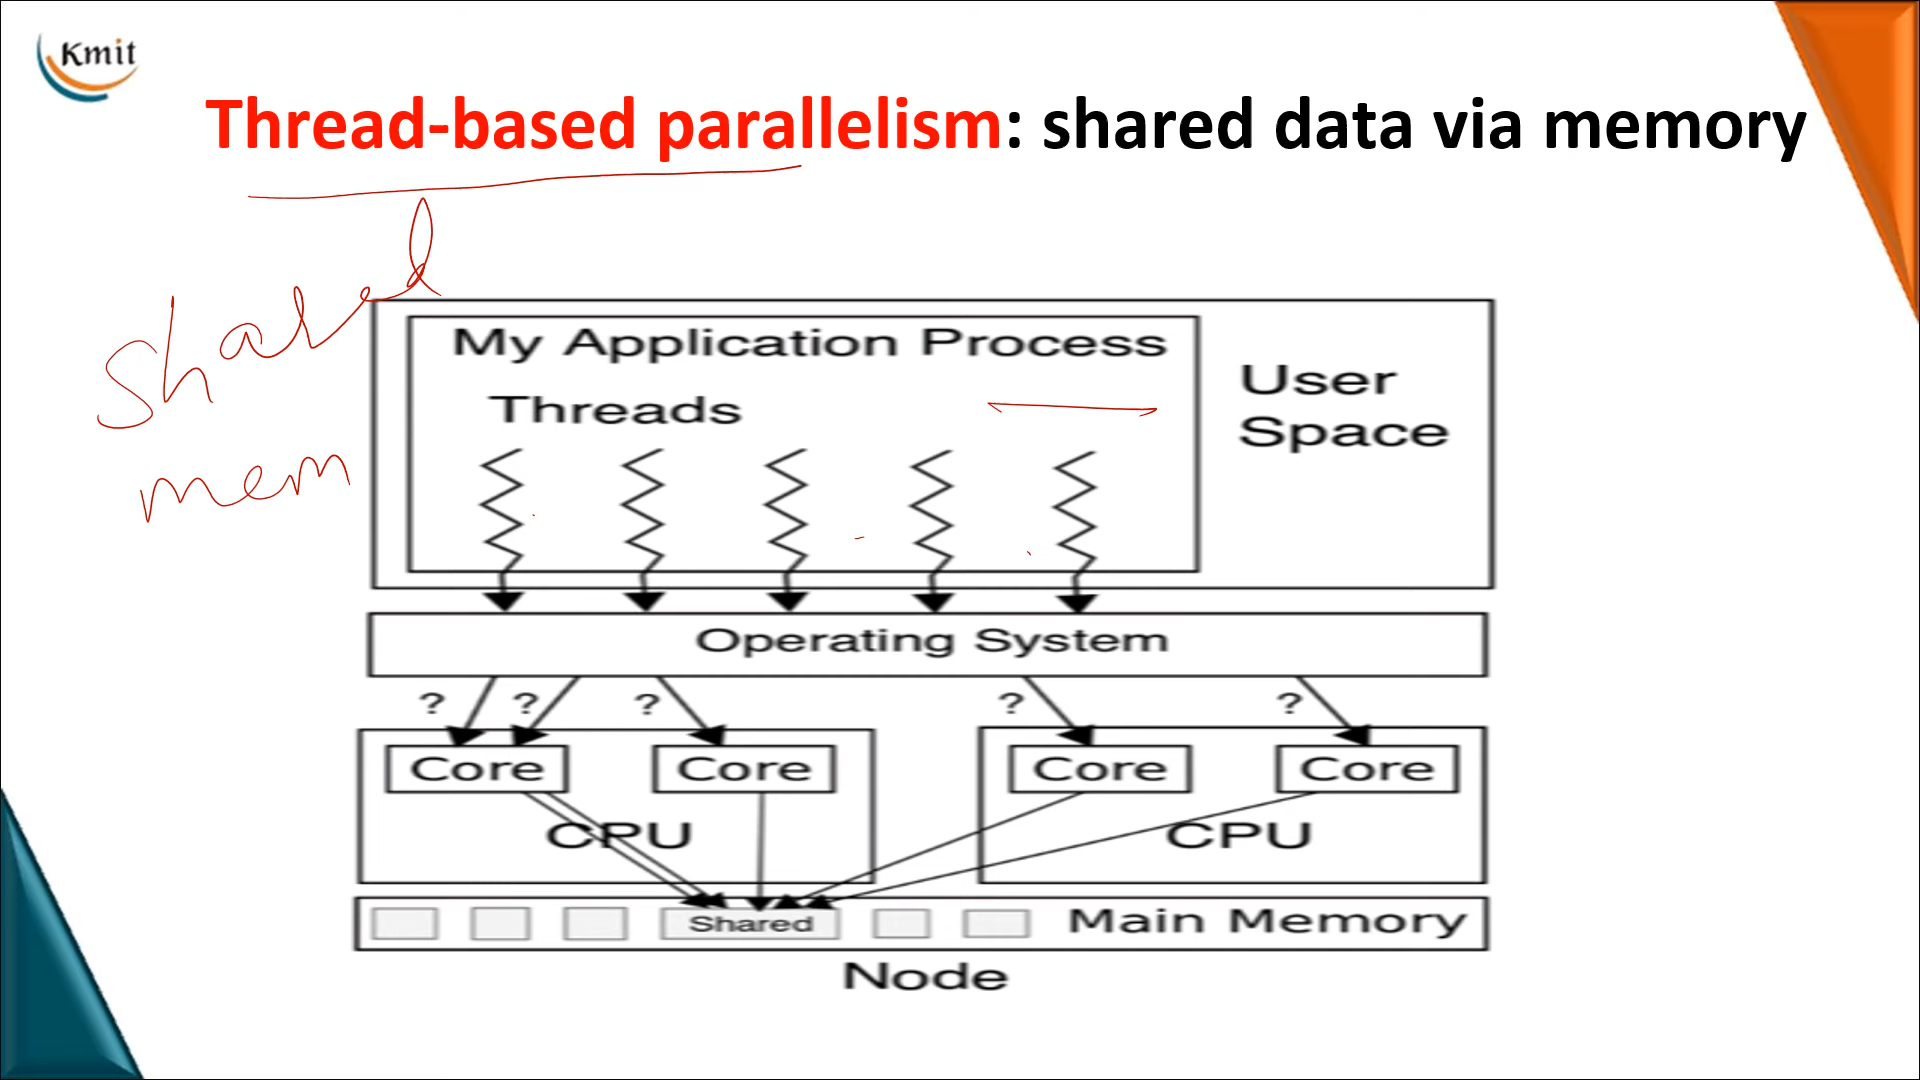 Kmit
Thread-based parallelism: shared data via memory
Shared
mem
My Application Process
Threads
User
Space
Operating System
? ? ? ? ?
Core Core Core Core
CPU CPU
Shared Main Memory
Node